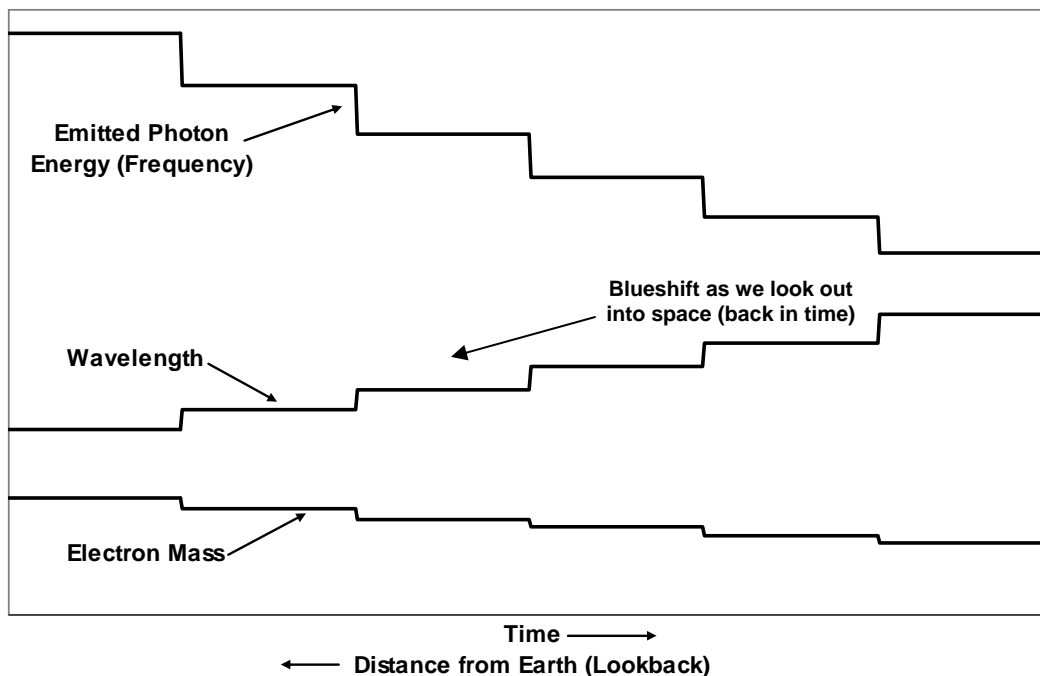 Emitted Photon
Energy (Frequency)
Blueshift as we look out
into space (back in time)
Wavelength
Electron Mass
Time
Distance from Earth (Lookback)